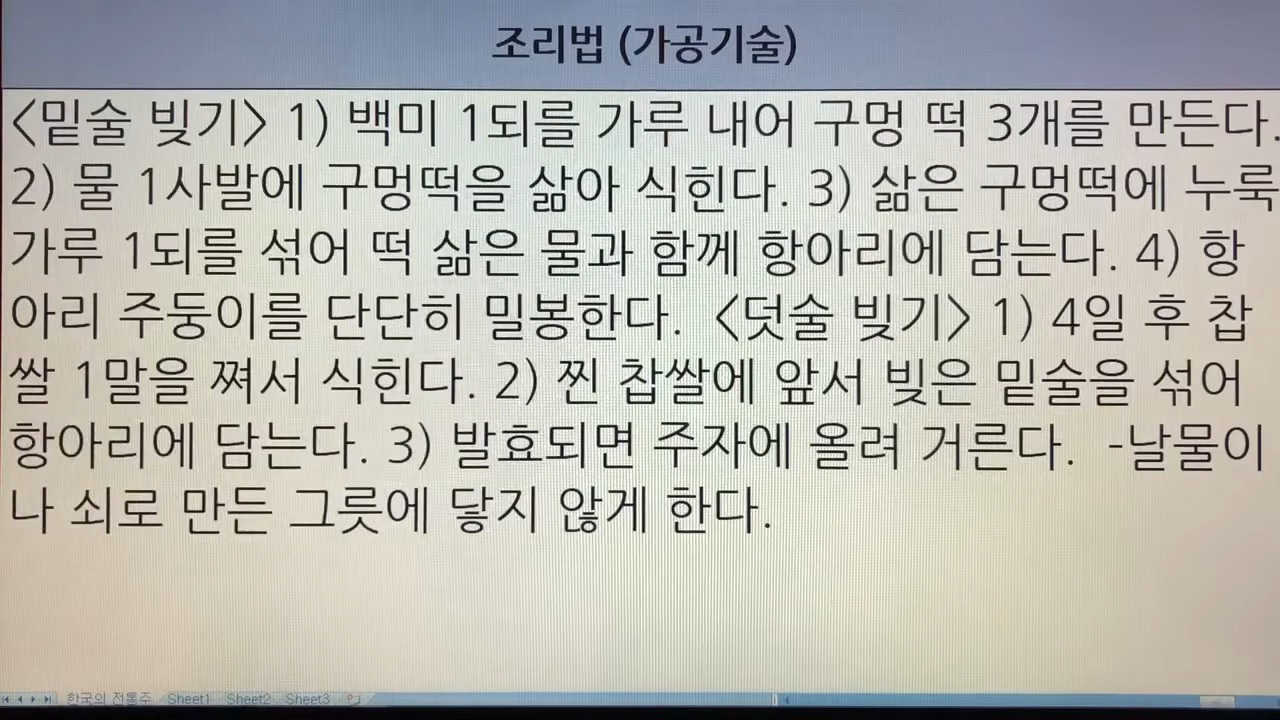 조리법 (가공기술)
<밑술 빚기> 1) 백미 1되를 가루 내어 구멍 떡 3개를 만든다.
2) 물 1사발에 구멍떡을 삶아 식힌다. 3) 삶은 구멍떡에 누룩
가루 1되를 섞어 떡 삶은 물과 함께 항아리에 담는다. 4) 항
아리 주둥이를 단단히 밀봉한다. <덧술 빚기> 1) 4일 후 찹
쌀 1말을 쪄서 식힌다. 2) 찐 찹쌀에 앞서 빚은 밑술을 섞어
항아리에 담는다. 3) 발효되면 주자에 올려 거른다. -날물이
나 쇠로 만든 그릇에 닿지 않게 한다.
한국의 전통주 Sheet1 Sheet2 Sheet3